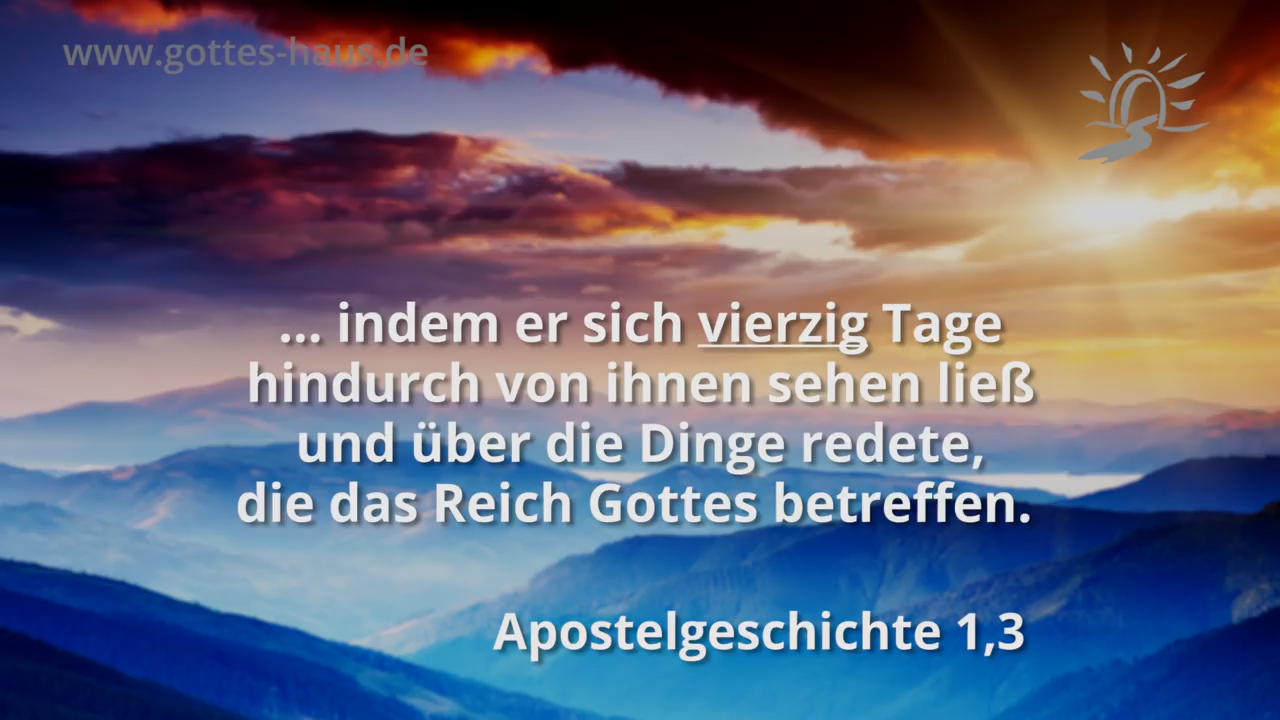 www.gottes-haus.de
... indem er sich vierzig Tage
hindurch von ihnen sehen ließ
und über die Dinge redete,
die das Reich Gottes betreffen.
Apostelgeschichte 1,3